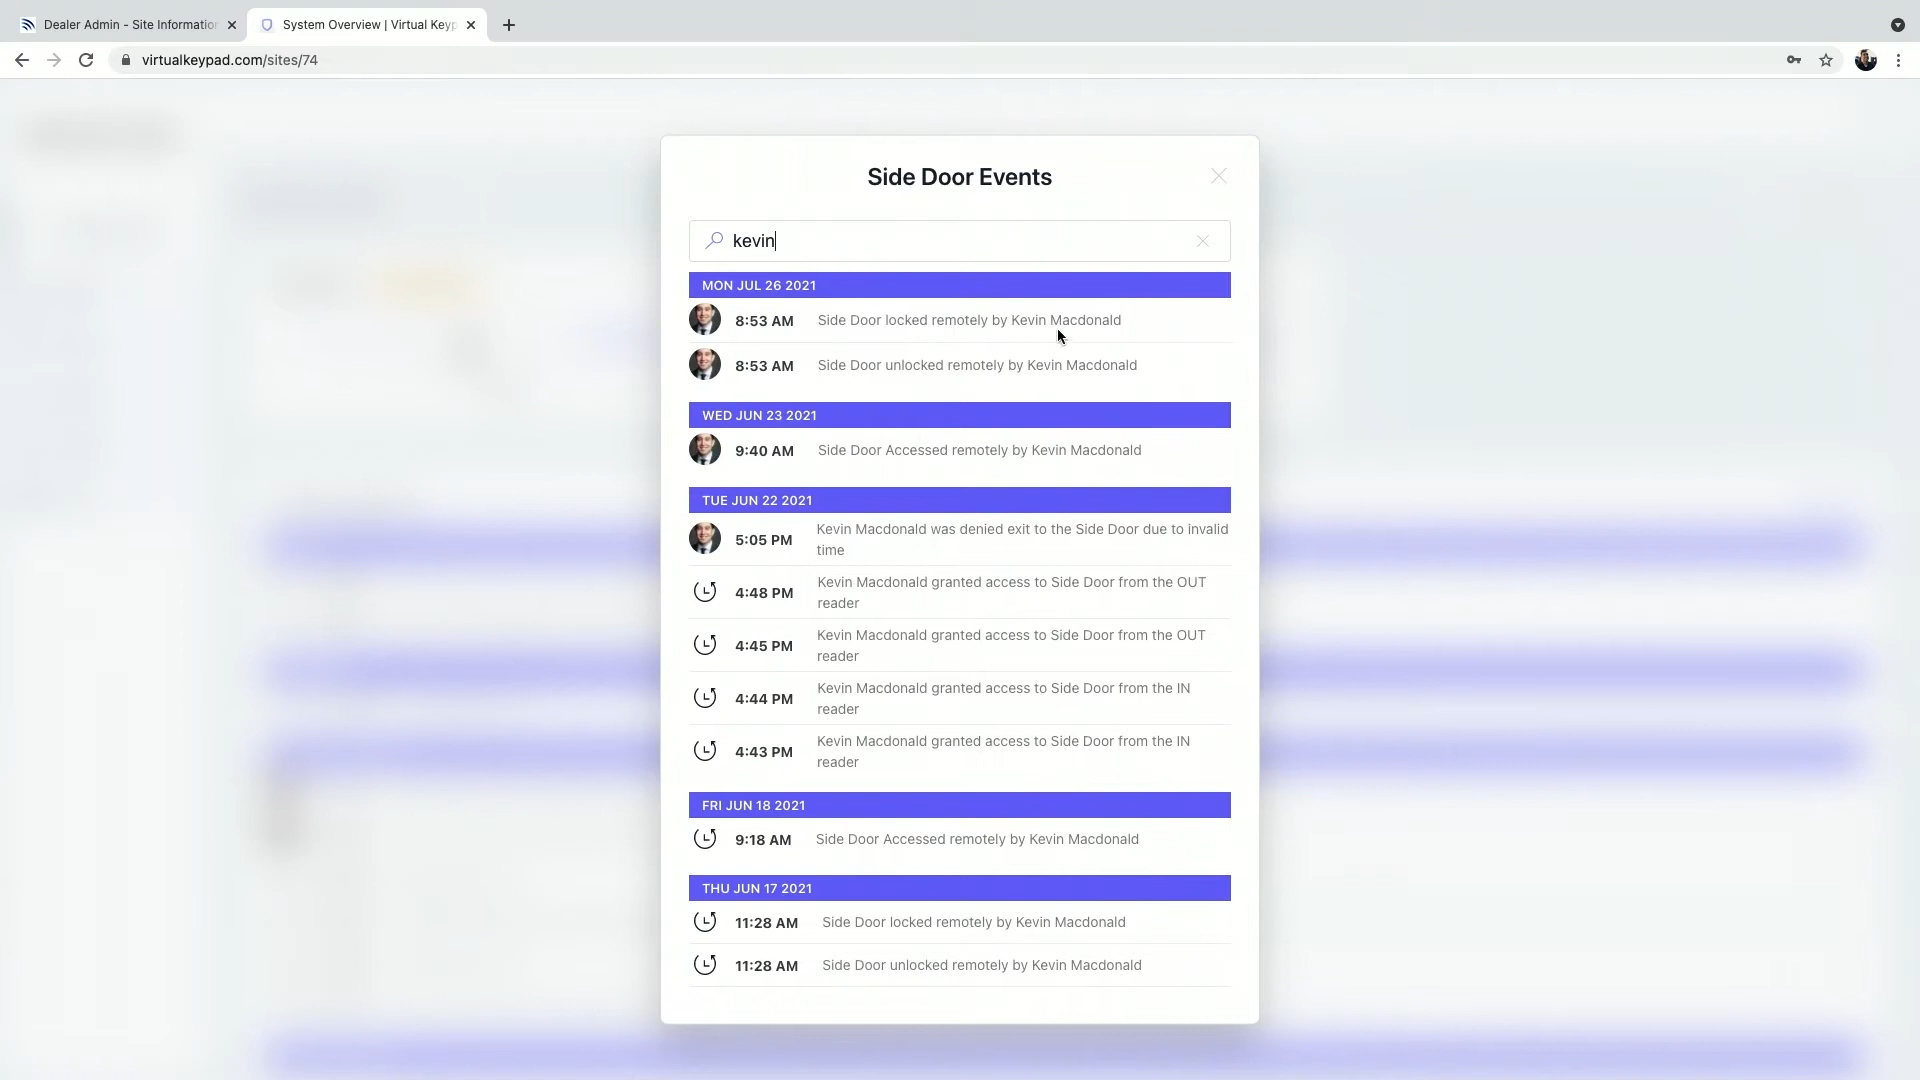 Dealer Admin - Site Information
System Overview | Virtual Keyp
virtualkeypad.com/sites/74
Side Door Events
kevin
MON JUL 26 2021
8:53 AM Side Door locked remotely by Kevin Macdonald
8:53 AM Side Door unlocked remotely by Kevin Macdonald
WED JUN 23 2021
9:40 AM Side Door Accessed remotely by Kevin Macdonald
TUE JUN 22 2021
5:05 PM Kevin Macdonald was denied exit to the Side Door due to invalid
time
4:48 PM Kevin Macdonald granted access to Side Door from the OUT
reader
4:45 PM Kevin Macdonald granted access to Side Door from the OUT
reader
4:44 PM Kevin Macdonald granted access to Side Door from the IN
reader
4:43 PM Kevin Macdonald granted access to Side Door from the IN
reader
FRI JUN 18 2021
9:18 AM Side Door Accessed remotely by Kevin Macdonald
THU JUN 17 2021
11:28 AM Side Door locked remotely by Kevin Macdonald
11:28 AM Side Door unlocked remotely by Kevin Macdonald